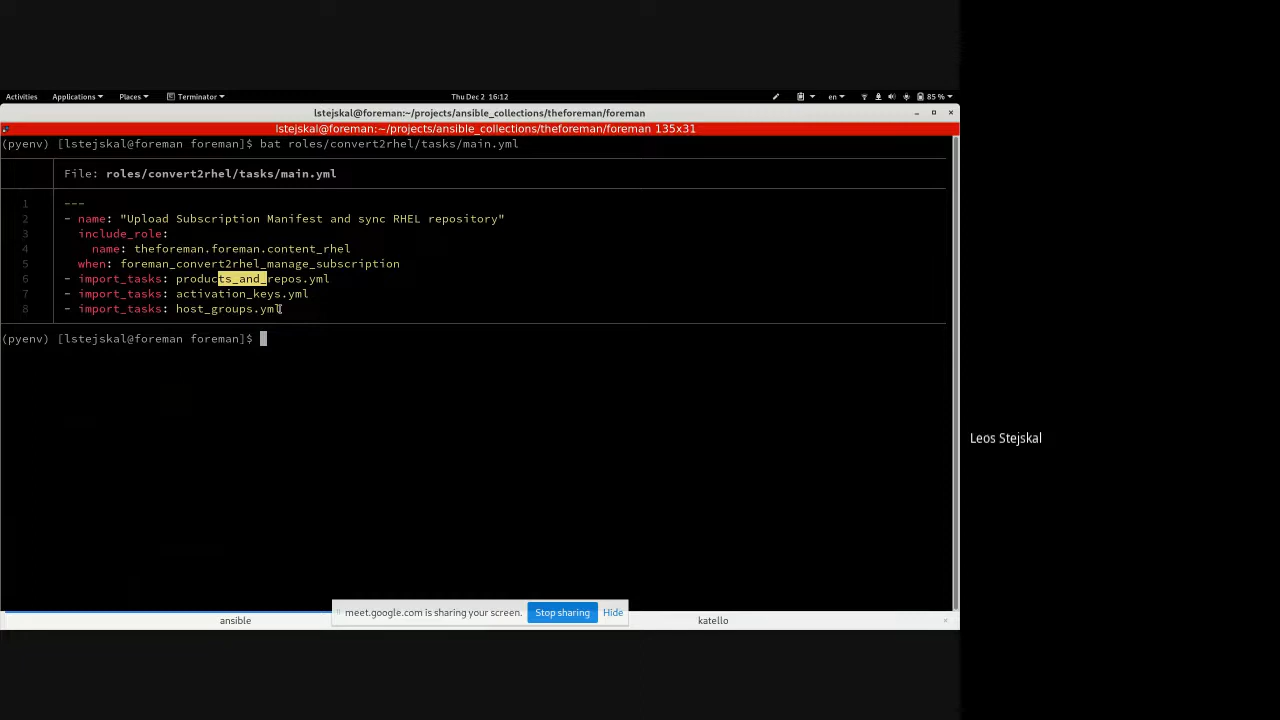 Activities Applications Places Terminator Thu Dec 2 16:12 en 85 %
lstejskal@foreman:~/projects/ansible_collections/theforeman/foreman
lstejskal@foreman:~/projects/ansible_collections/theforeman/foreman 135x31
(pyenv) [lstejskal@foreman foreman]$ bat roles/convert2rhel/tasks/main.yml
File: roles/convert2rhel/tasks/main.yml
1 ---
2 - name: "Upload Subscription Manifest and sync RHEL repository"
3 include_role:
4 name: theforeman.foreman.content_rhel
5 when: foreman_convert2rhel_manage_subscription
6 - import_tasks: products_and_repos.yml
7 - import_tasks: activation_keys.yml
8 - import_tasks: host_groups.yml
(pyenv) [lstejskal@foreman foreman]$
Leos Stejskal
meet.google.com is sharing your screen. Stop sharing Hide
ansible katello